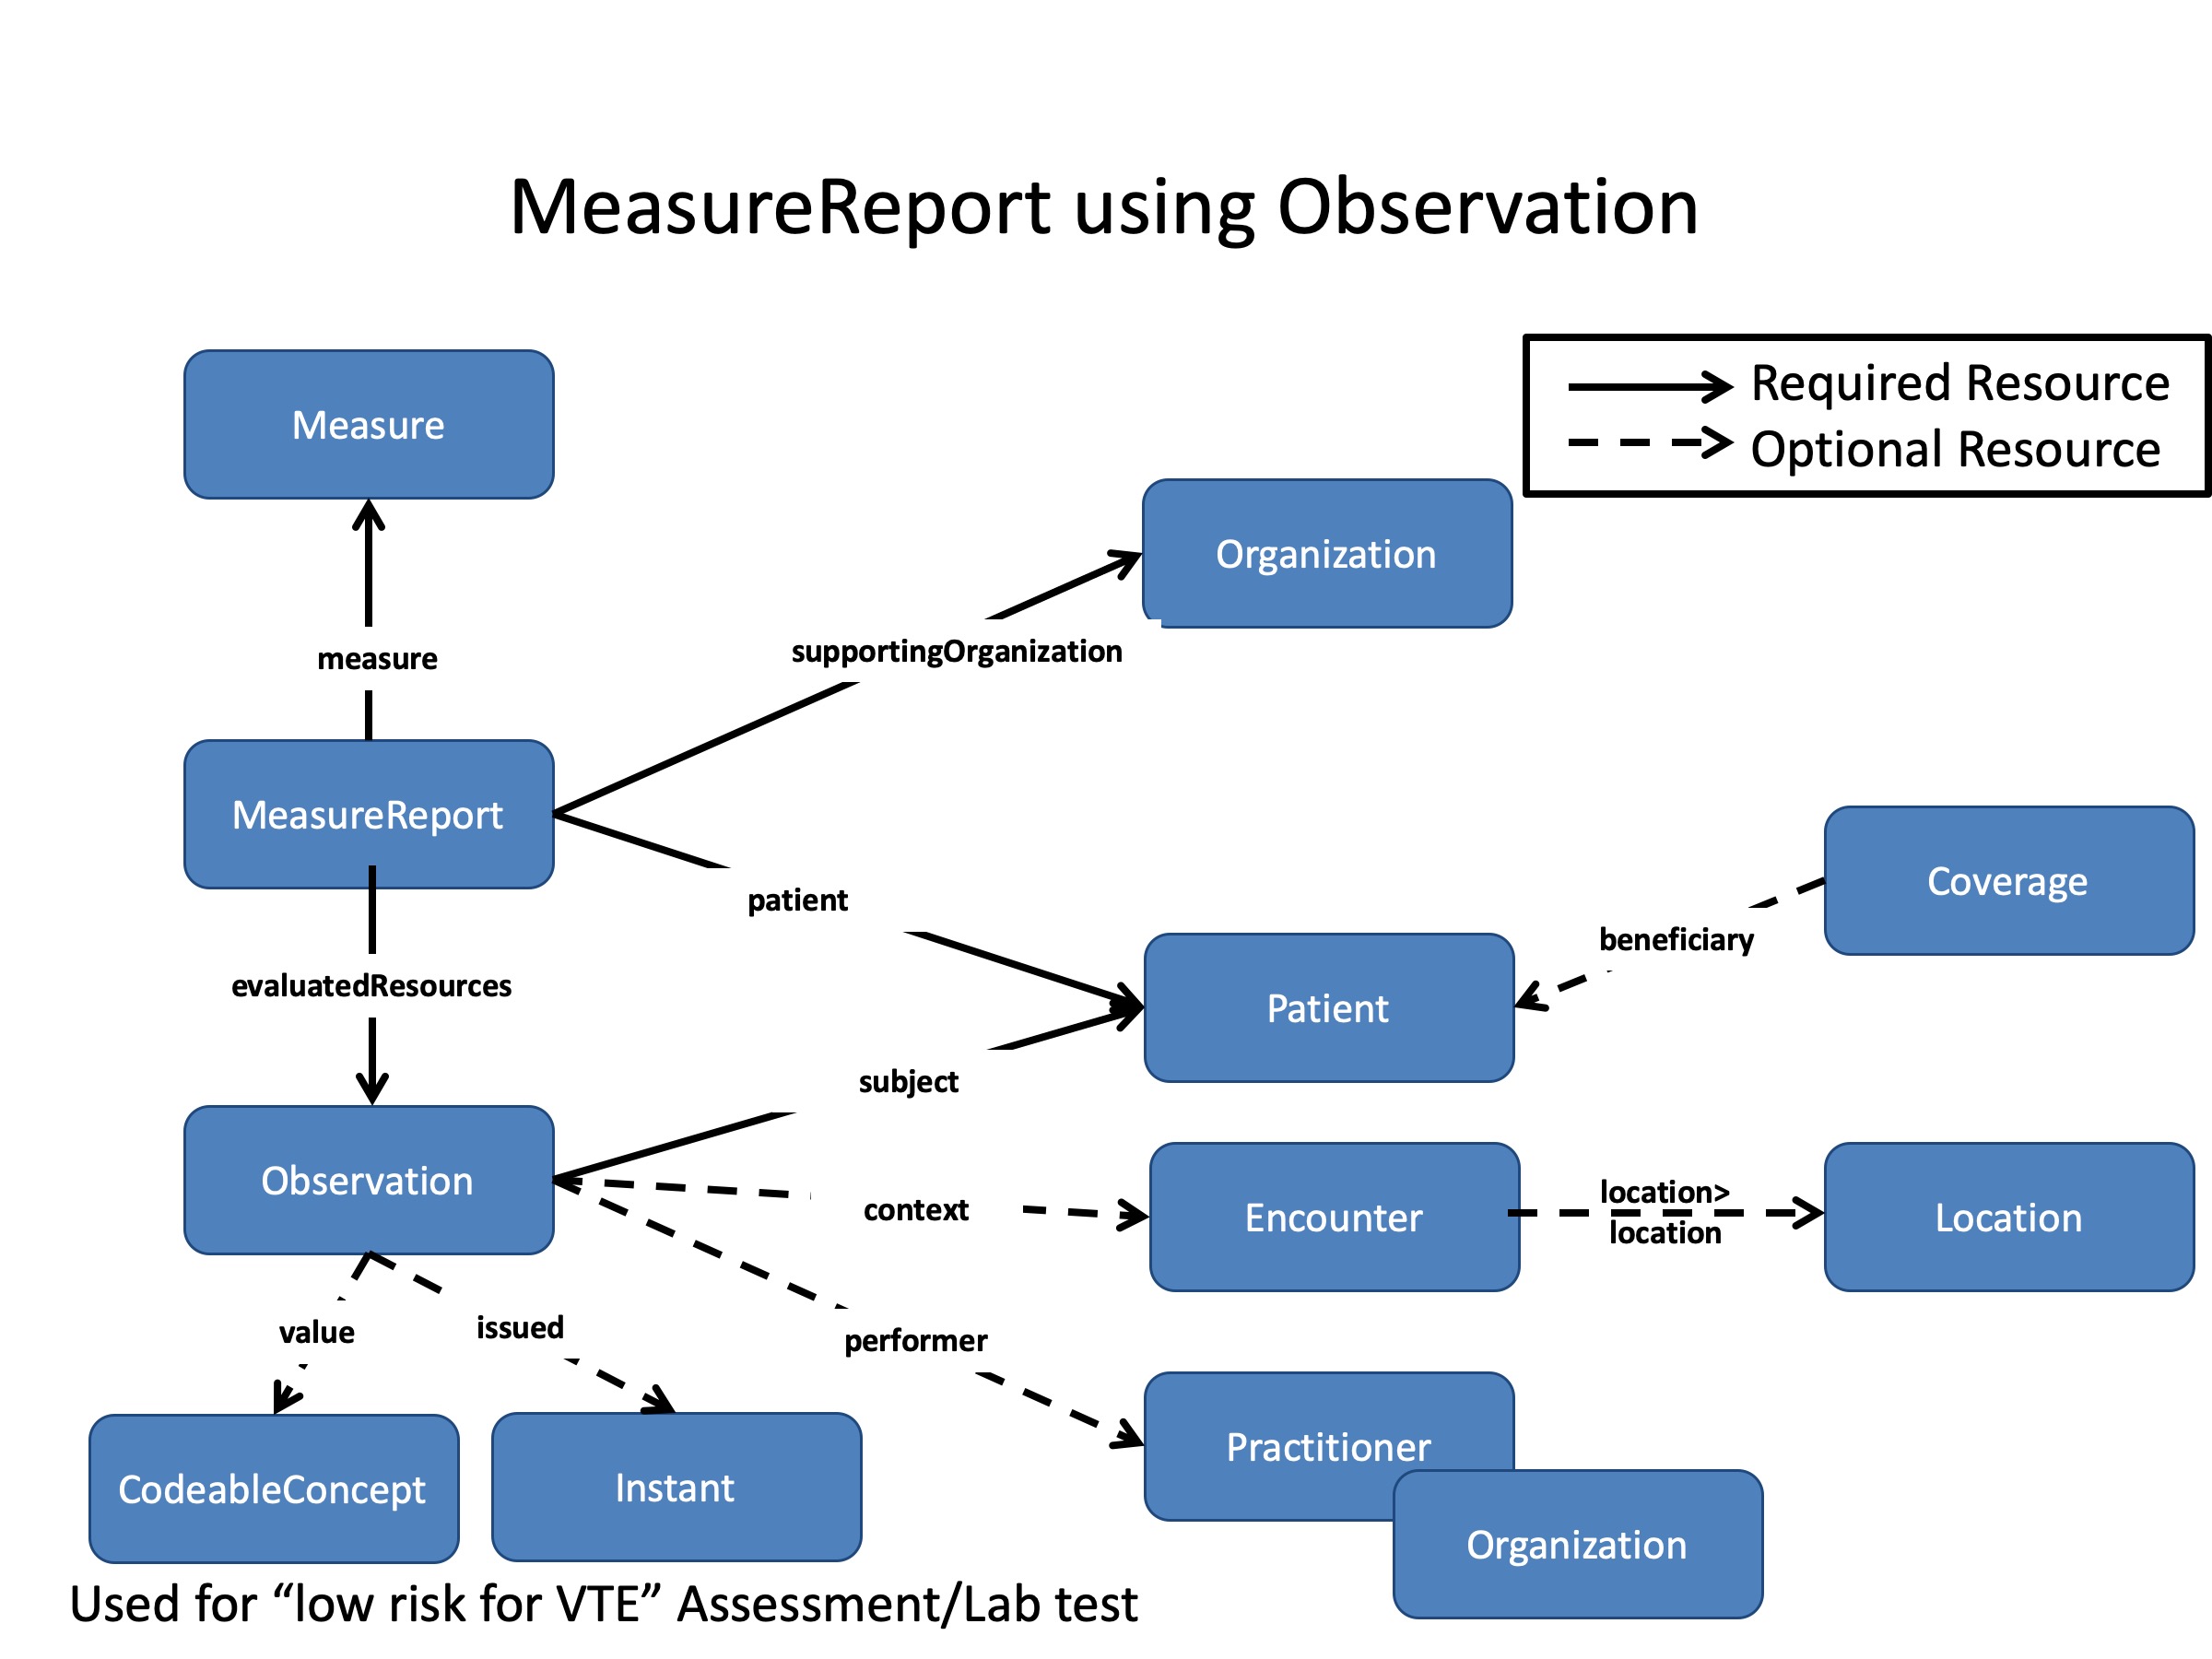 MeasureReport using Observation
Required Resource
Optional Resource
Measure
Organization
measure
supportingOrganization
MeasureReport
Coverage
patient
beneficiary
evaluatedResources
Patient
subject
Observation
context
Encounter
location>
location
Location
value
issued
performer
CodeableConcept
Instant
Practitioner
Organization
Used for “low risk for VTE” Assessment/Lab test